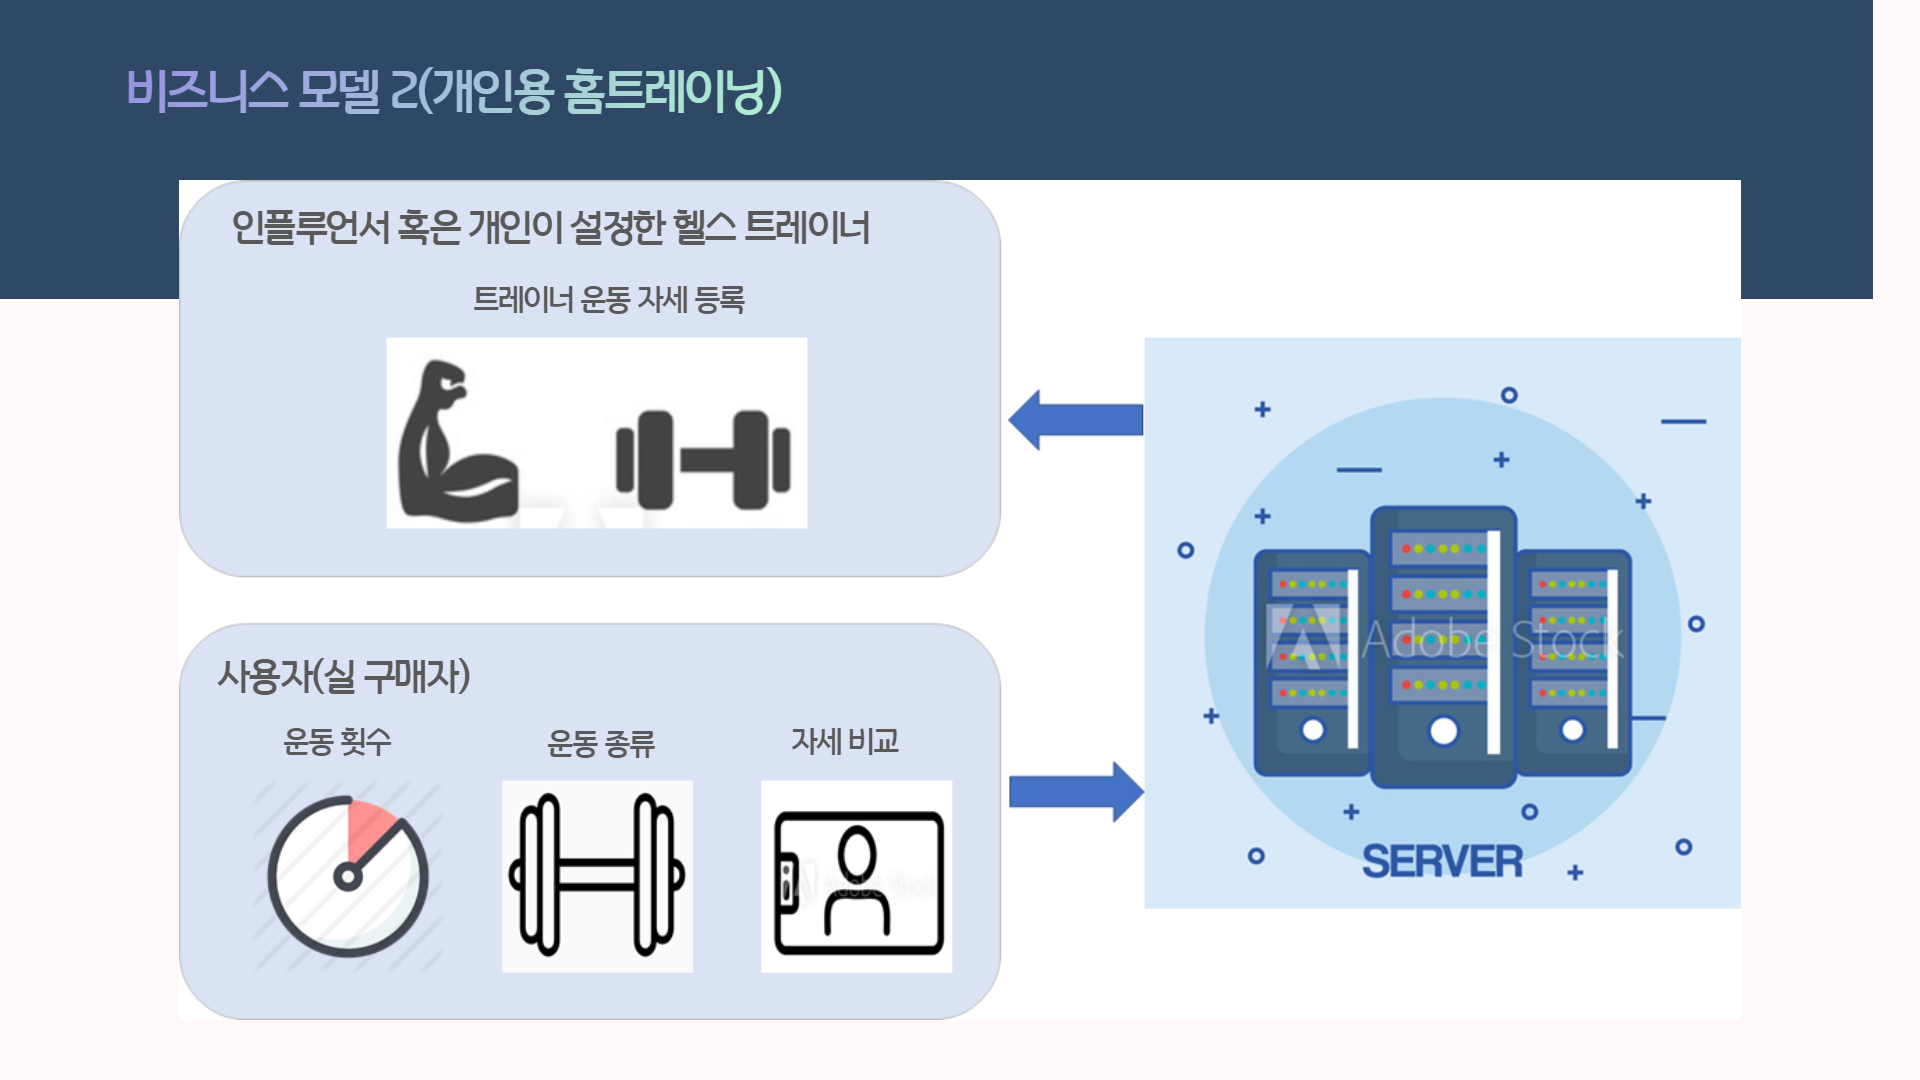 비즈니스 모델 2(개인용 홈트레이닝)
인플루언서 혹은 개인이 설정한 헬스 트레이너
트레이너 운동 자세 등록
사용자(실 구매자)
운동 횟수
운동 종류
자세 비교
Adobe Stock
Adobe Stock
SERVER